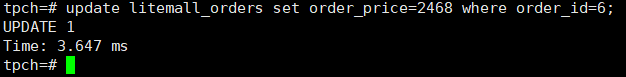 tpch=# update litemall_orders set order_price=2468 where order_id=6;
UPDATE 1
Time: 3.647 ms
tpch=#